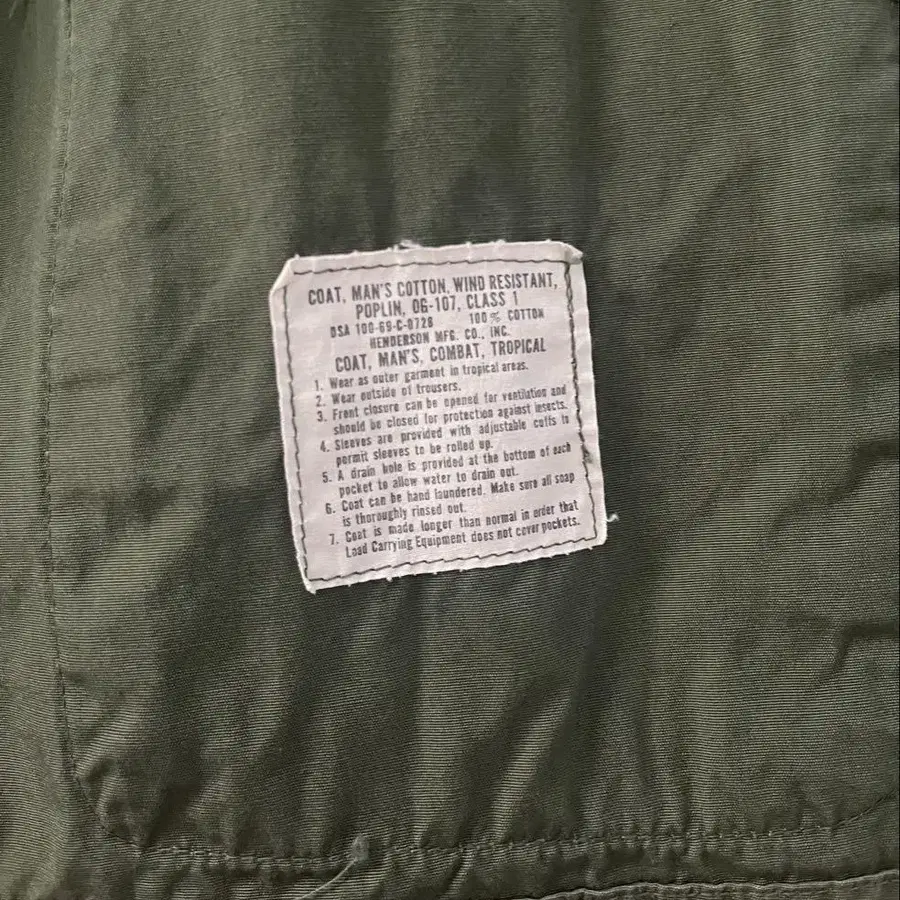 COAT, MAN'S COTTON, WIND RESISTANT,
POPLIN, OG-107, CLASS 1
DSA 100-69-C-0728 100% COTTON
HENDERSON MFG. CO., INC.
COAT, MAN'S, COMBAT, TROPICAL
1. Wear as outer garment in tropical areas.
2. Wear outside of trousers.
3. Front closure can be opened for ventilation and
should be closed for protection against insects.
4. Sleeves are provided with adjustable cuffs to
permit sleeves to be rolled up.
5. A drain hole is provided at the bottom of each
pocket to allow water to drain out.
6. Coat can be hand laundered. Make sure all soap
is thoroughly rinsed out.
7. Coat is made longer than normal in order that
Load Carrying Equipment does not cover pockets.